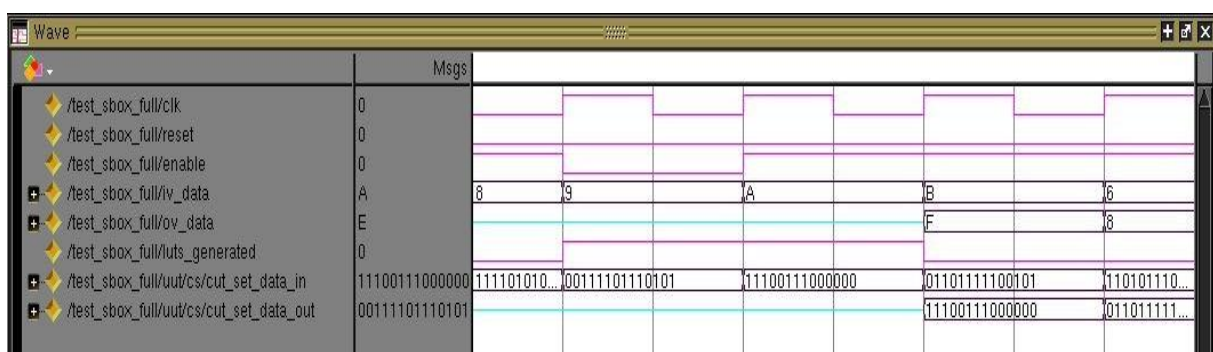 Wave
Msgs
/test_sbox_full/clk 0
/test_sbox_full/reset 0
/test_sbox_full/enable 0
/test_sbox_full/iv_data A 8 9 A B 6
/test_sbox_full/ov_data E F 8
/test_sbox_full/luts_generated 0
/test_sbox_full/uut/cs/cut_set_data_in 11100111000000 111101010... 00111101110101 11100111000000 01101111100101 110101110...
/test_sbox_full/uut/cs/cut_set_data_out 00111101110101 11100111000000 011011111...